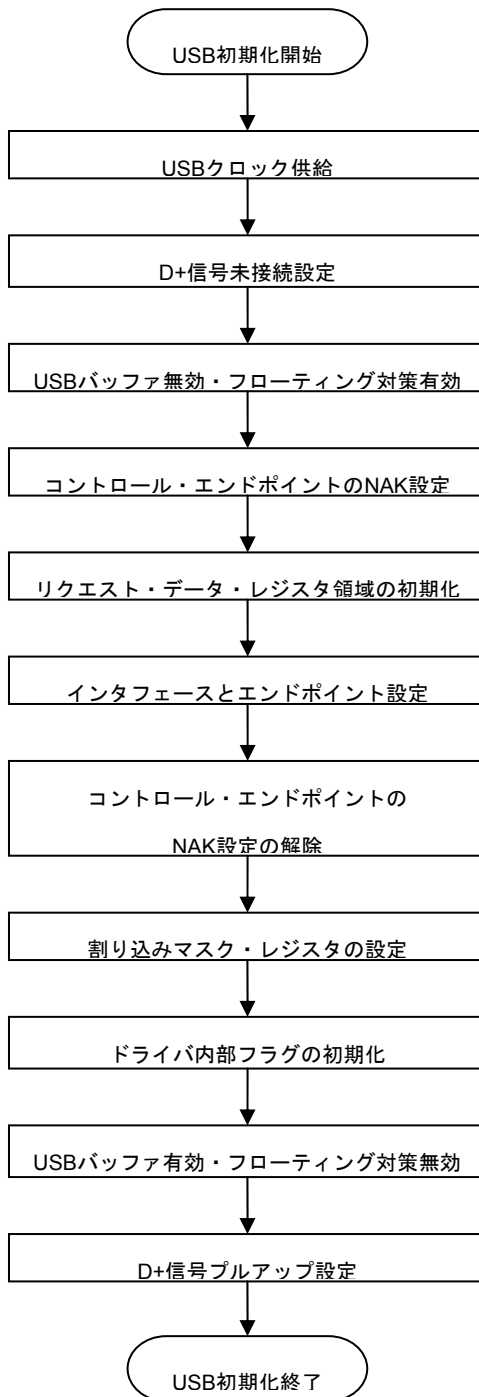 USB初期化開始
USBクロック供給
D+信号未接続設定
USBバッファ無効・フローティング対策有効
コントロール・エンドポイントのNAK設定
リクエスト・データ・レジスタ領域の初期化
インタフェースとエンドポイント設定
コントロール・エンドポイントの
NAK設定の解除
割り込みマスク・レジスタの設定
ドライバ内部フラグの初期化
USBバッファ有効・フローティング対策無効
D+信号プルアップ設定
USB初期化終了